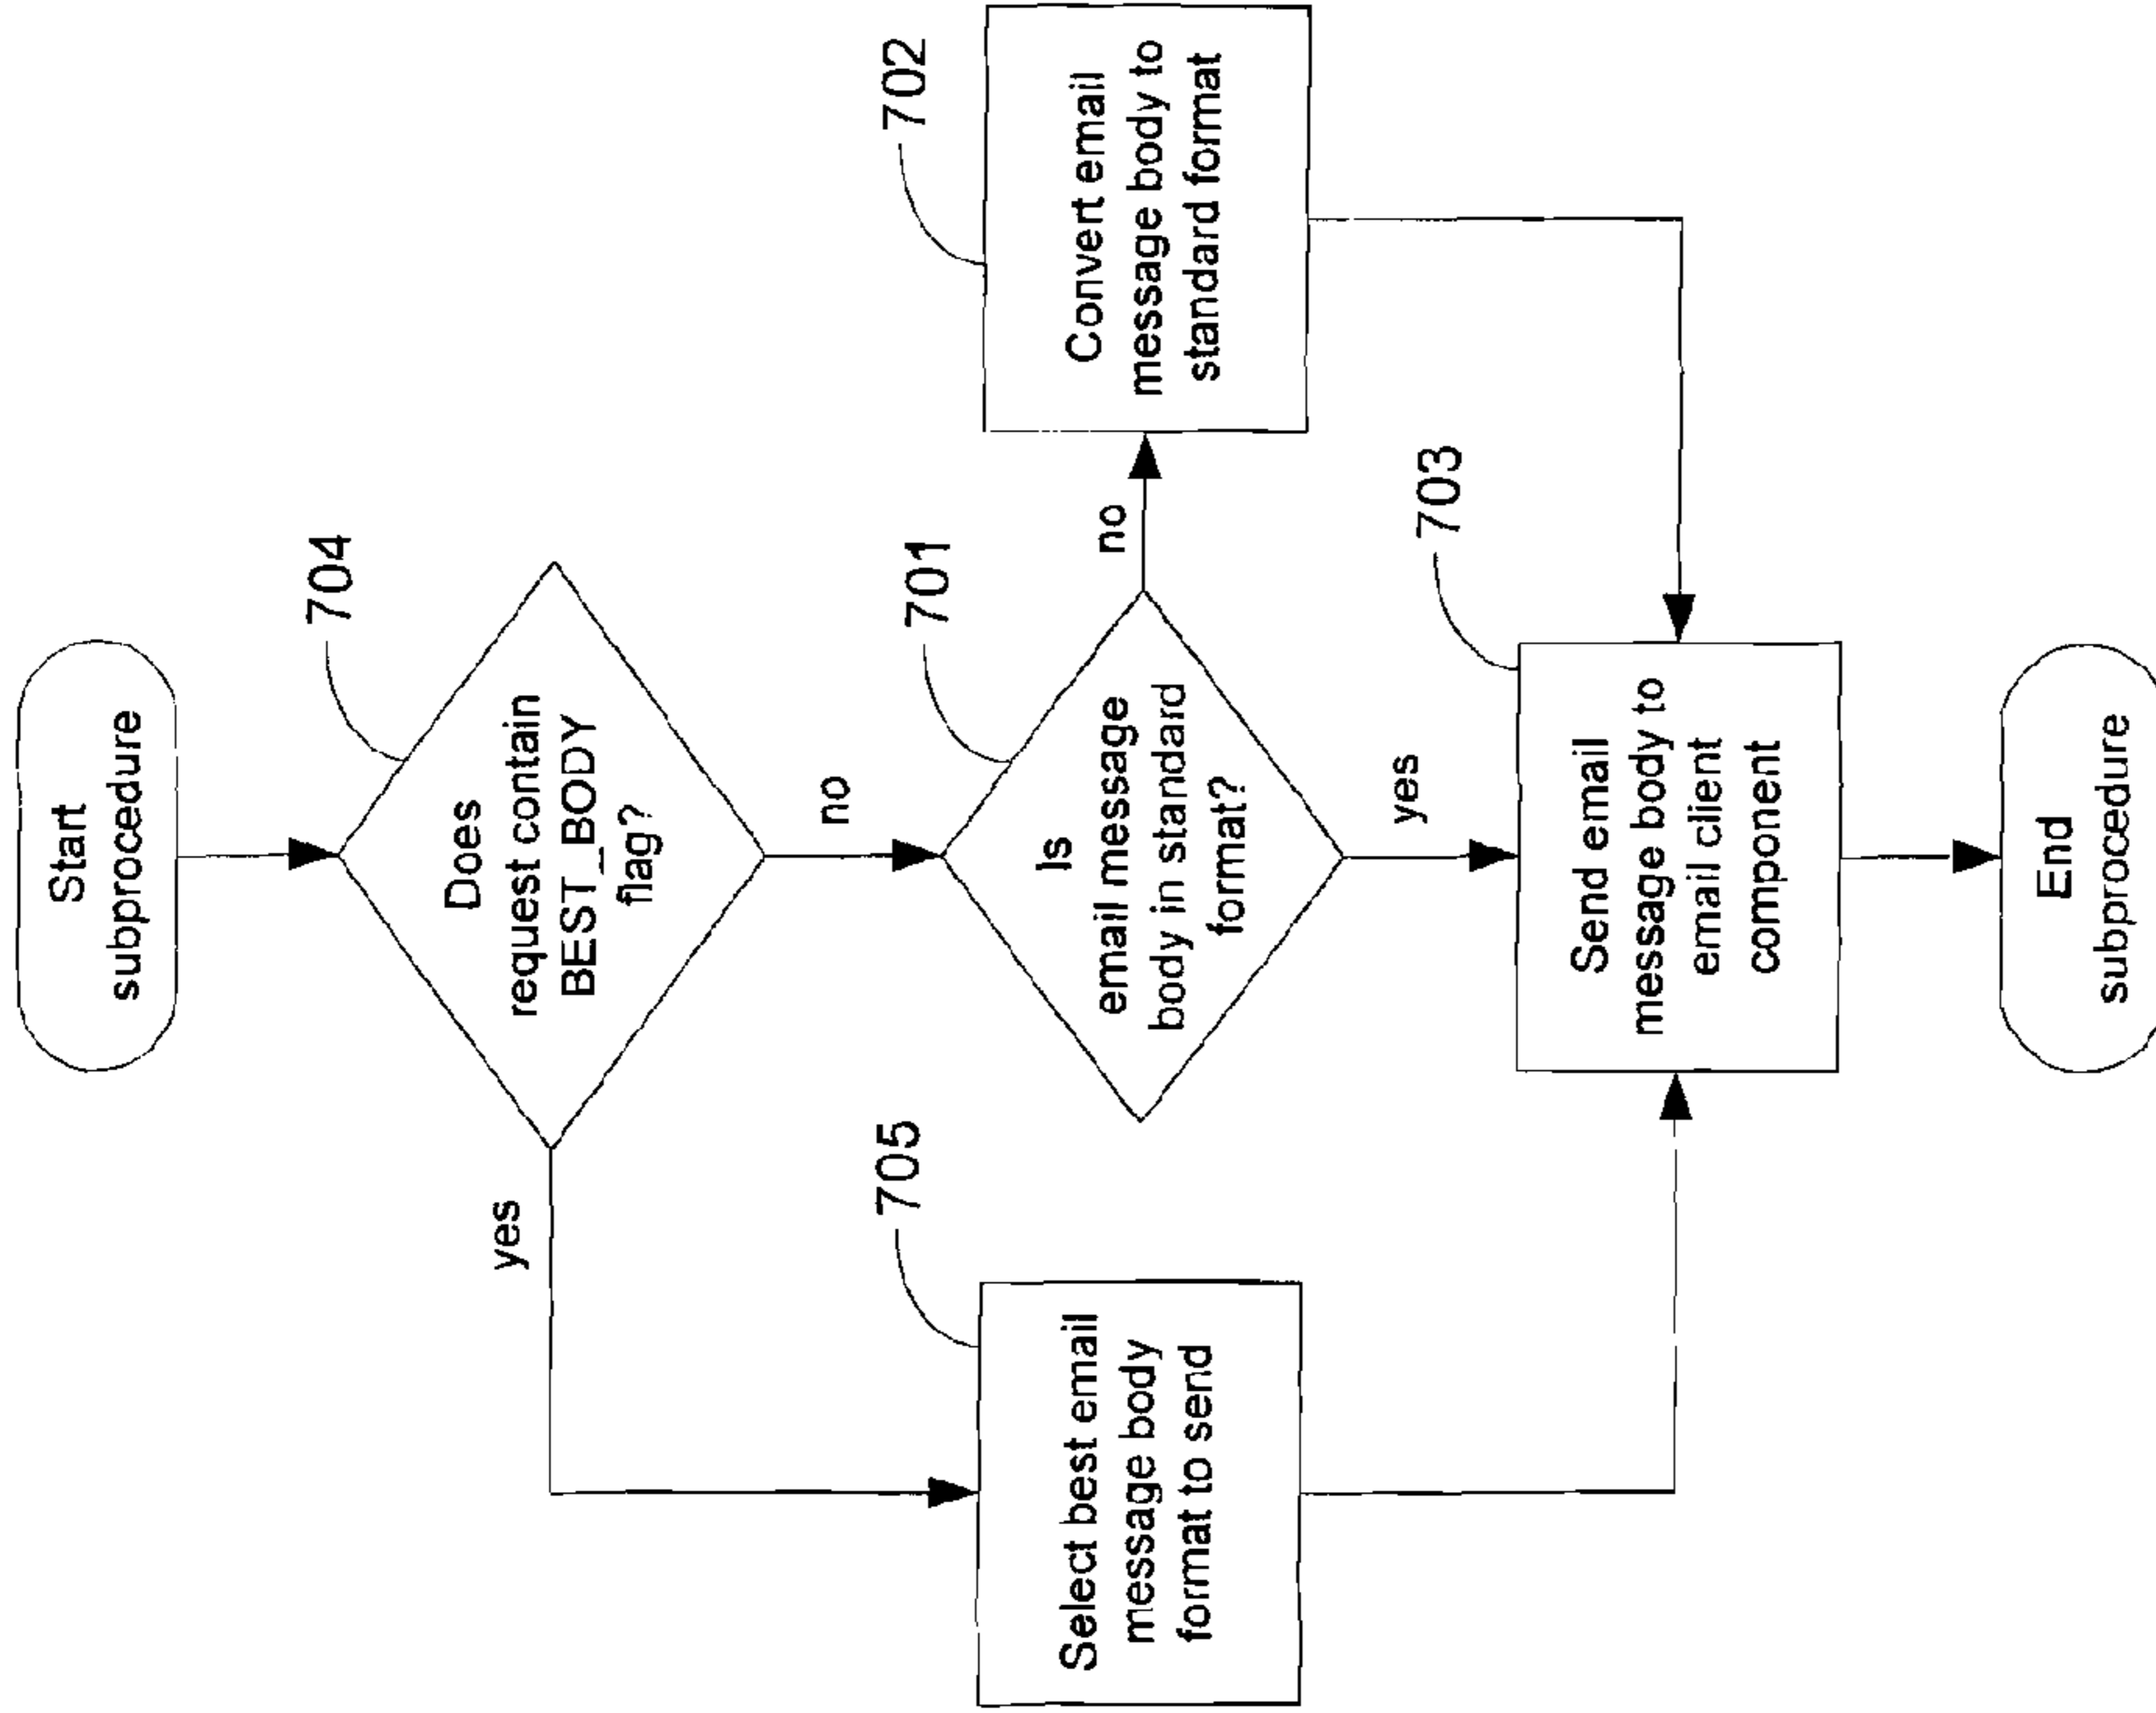 Start
subprocedure
704
Does
request contain
BEST_BODY
flag?
yes
no
705
Select best email
message body
format to send
701
Is
email message
body in standard
format?
no
702
Convert email
message body to
standard format
yes
703
Send email
message body to
email client
component
End
subprocedure